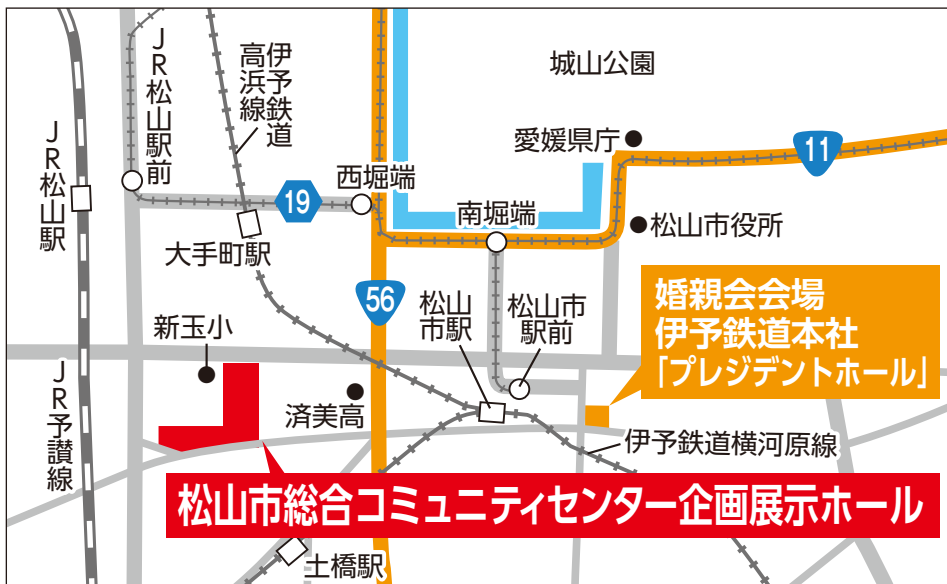 JR松山駅前
伊予鉄道
高浜線
城山公園
愛媛県庁
11
JR松山駅
西堀端
19
南堀端
松山市役所
大手町駅
56
松山
市駅
松山市
駅前
婚親会会場
伊予鉄道本社
「プレジデントホール」
新玉小
済美高
JR予讃線
伊予鉄道横河原線
松山市総合コミュニティセンター企画展示ホール
土橋駅